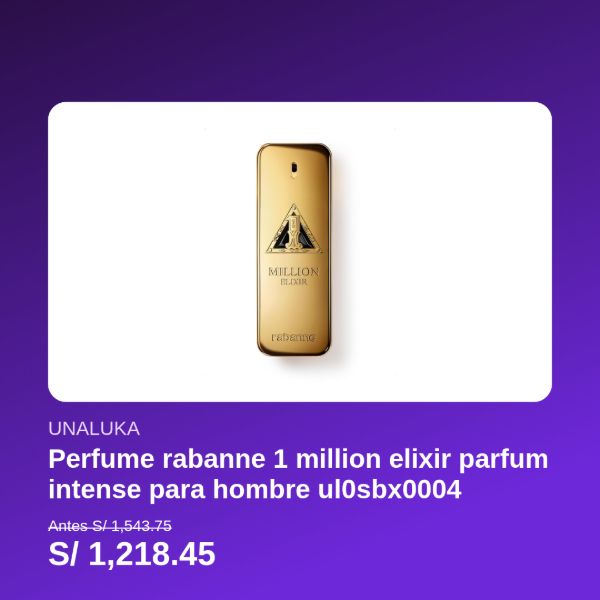 1
MILLION
ELIXIR
rabanne
UNALUKA
Perfume rabanne 1 million elixir parfum
intense para hombre ul0sbx0004
Antes S/ 1,543.75
S/ 1,218.45